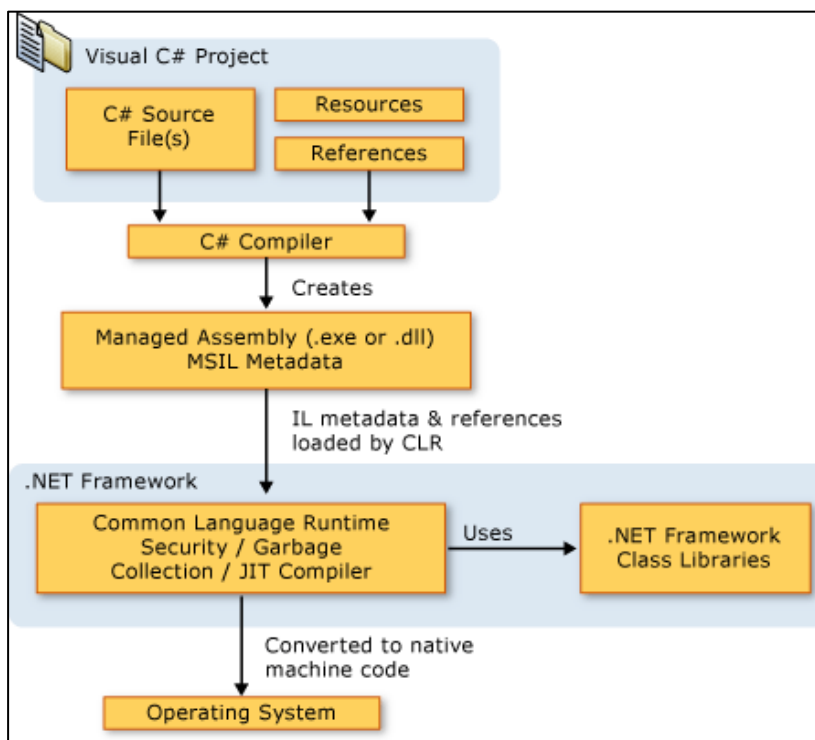 Visual C# Project
C# Source
File(s)
Resources
References
C# Compiler
Creates
Managed Assembly (.exe or .dll)
MSIL Metadata
IL metadata & references
loaded by CLR
.NET Framework
Common Language Runtime
Security / Garbage
Collection / JIT Compiler
Uses
.NET Framework
Class Libraries
Converted to native
machine code
Operating System